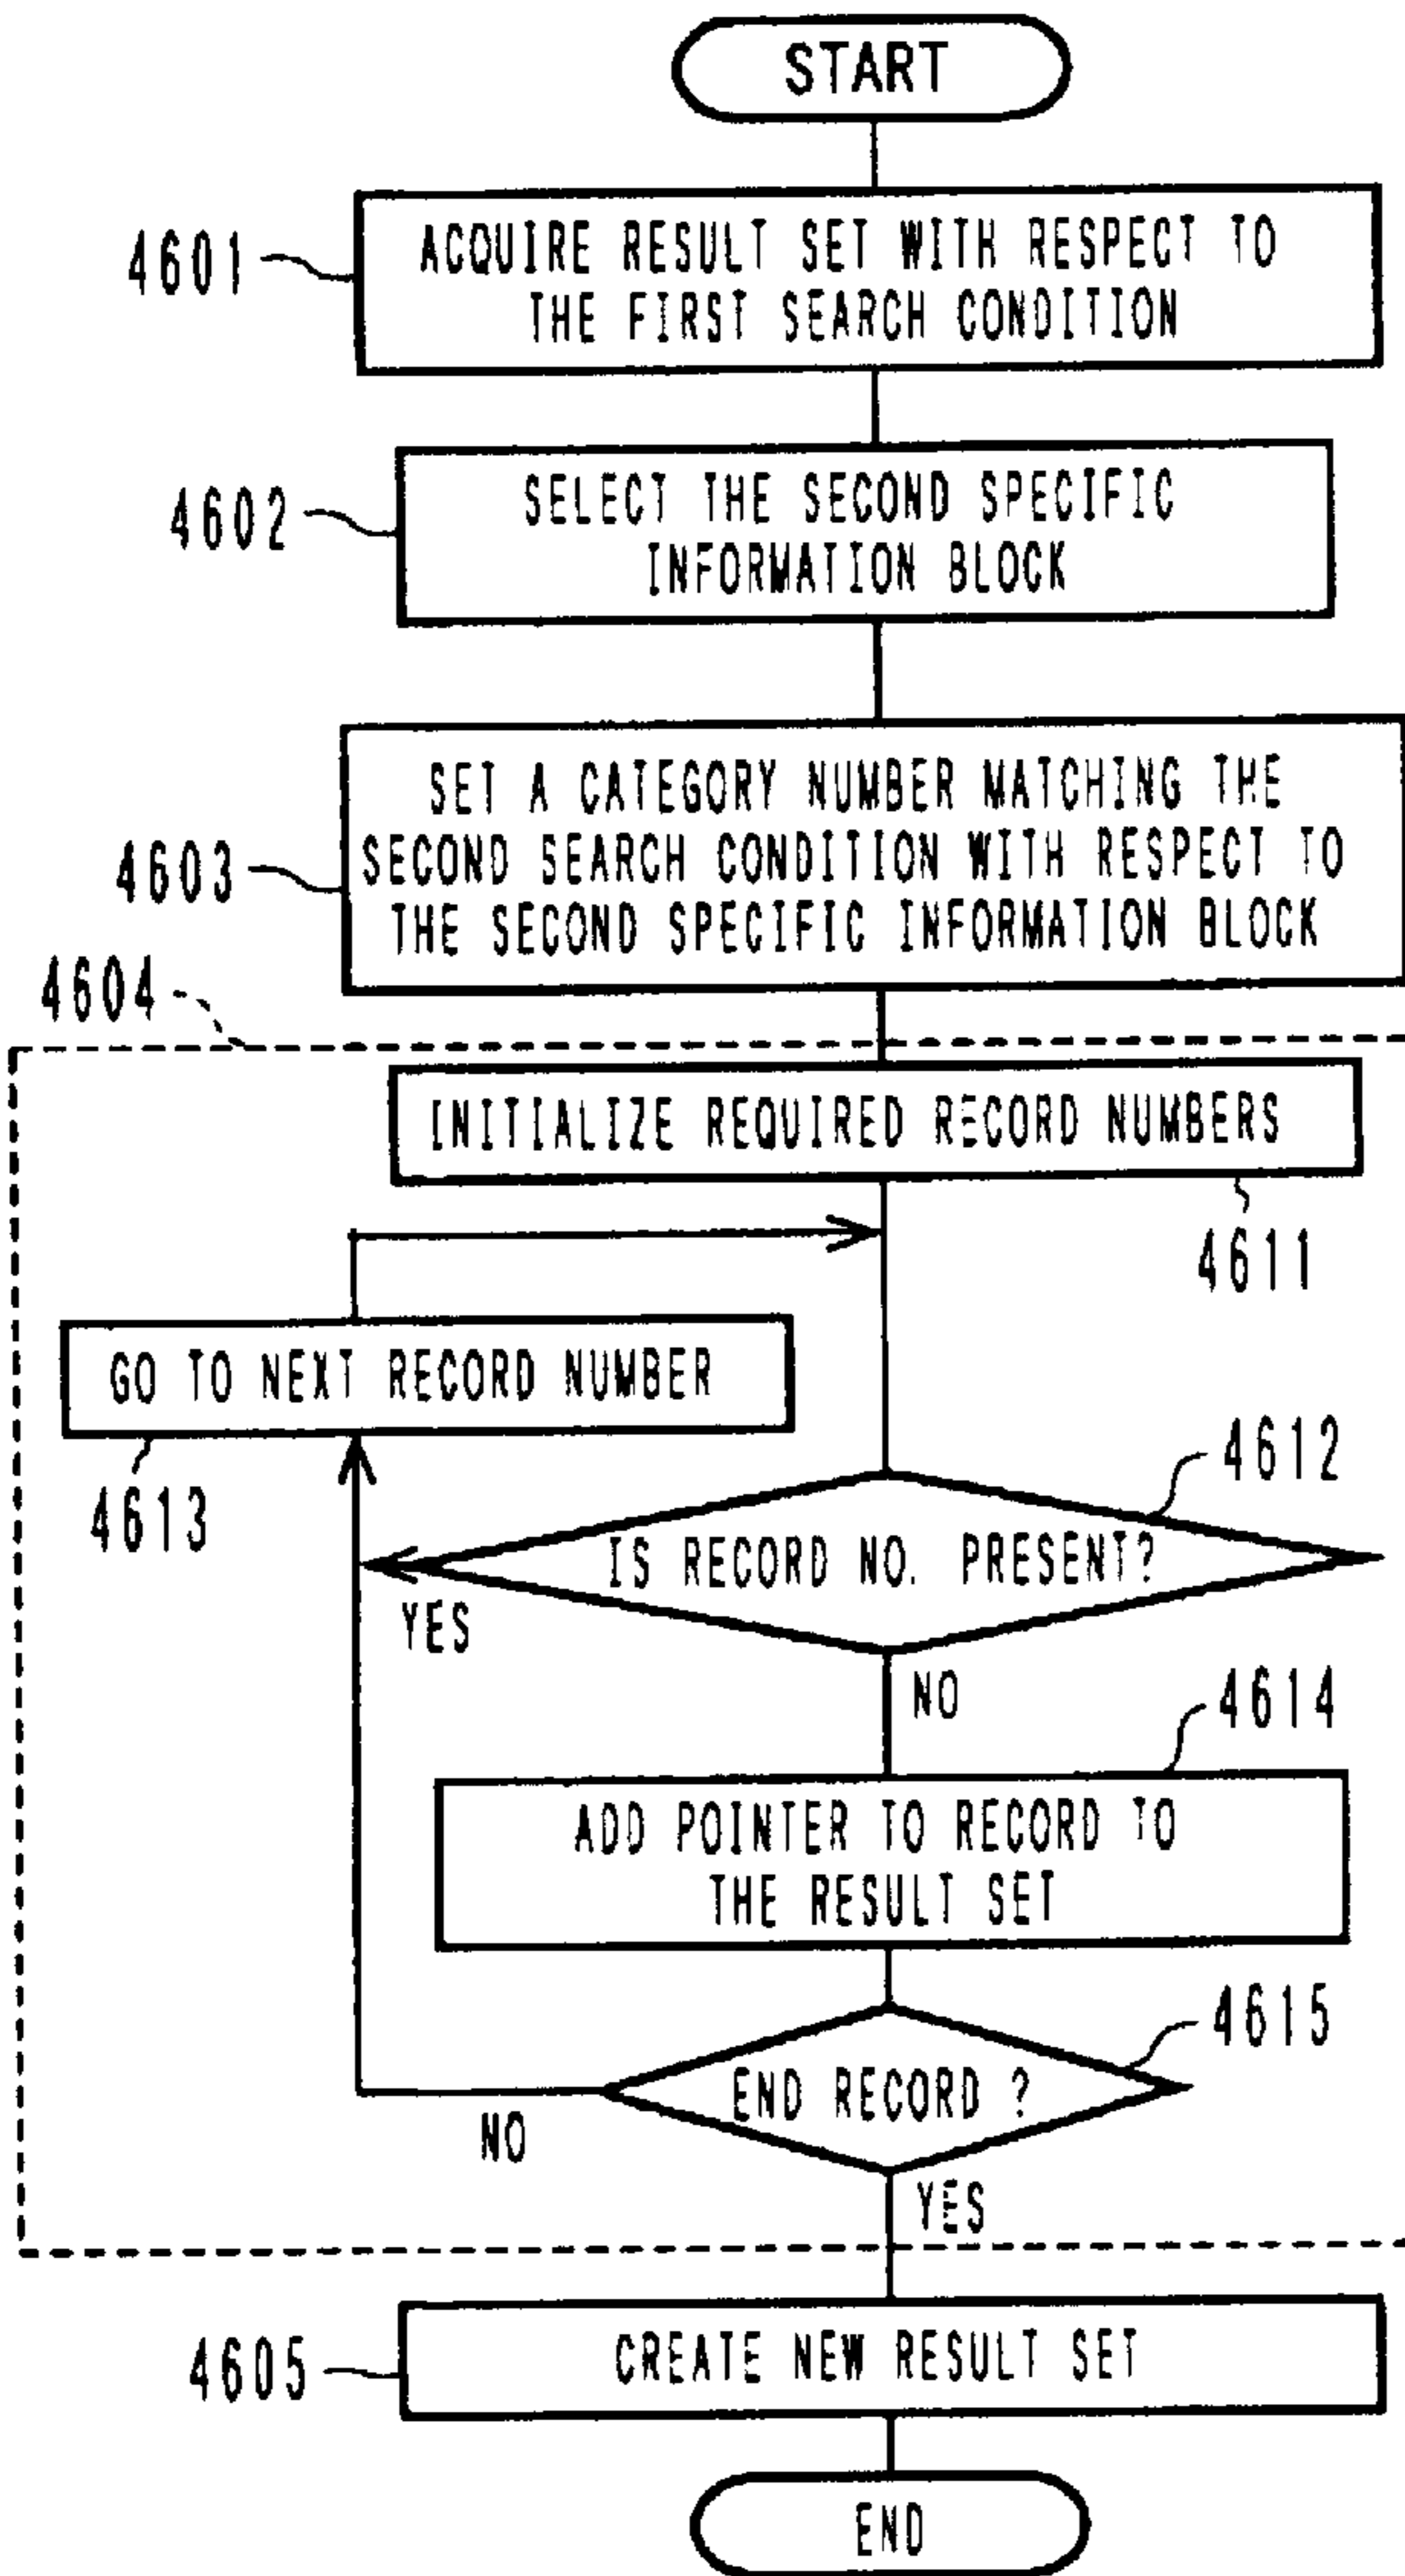 START
4601
ACQUIRE RESULT SET WITH RESPECT TO
THE FIRST SEARCH CONDITION
4602
SELECT THE SECOND SPECIFIC
INFORMATION BLOCK
4603
SET A CATEGORY NUMBER MATCHING THE
SECOND SEARCH CONDITION WITH RESPECT TO
THE SECOND SPECIFIC INFORMATION BLOCK
4604
INITIALIZE REQUIRED RECORD NUMBERS
4611
GO TO NEXT RECORD NUMBER
4613
4612
IS RECORD NO. PRESENT?
YES
NO
4614
ADD POINTER TO RECORD TO
THE RESULT SET
4615
END RECORD ?
NO
YES
4605
CREATE NEW RESULT SET
END